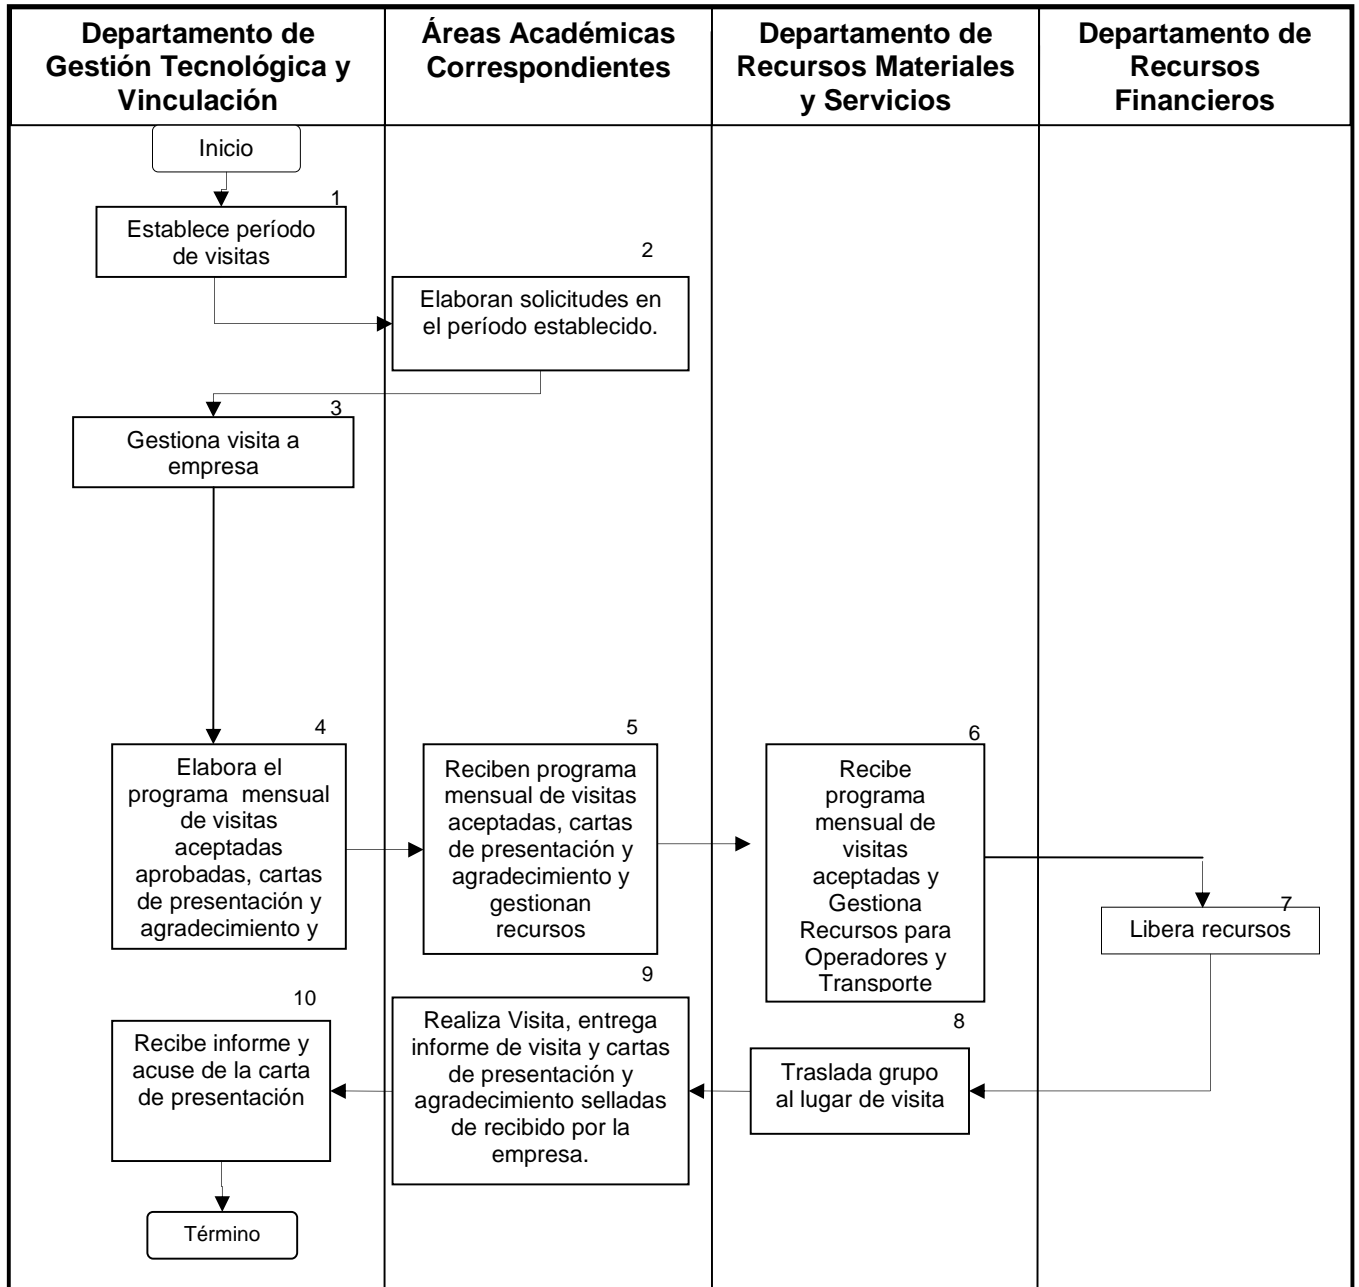 Departamento de
Gestión Tecnológica y
Vinculación
Áreas Académicas
Correspondientes
Departamento de
Recursos Materiales
y Servicios
Departamento de
Recursos
Financieros
Inicio
1
Establece período
de visitas
2
Elaboran solicitudes en
el período establecido.
3
Gestiona visita a
empresa
4
Elabora el
programa mensual
de visitas
aceptadas
aprobadas, cartas
de presentación y
agradecimiento y
5
Reciben programa
mensual de visitas
aceptadas, cartas
de presentación y
agradecimiento y
gestionan
recursos
6
Recibe
programa
mensual de
visitas
aceptadas y
Gestiona
Recursos para
Operadores y
Transporte
7
Libera recursos
8
Traslada grupo
al lugar de visita
9
Realiza Visita, entrega
informe de visita y cartas
de presentación y
agradecimiento selladas
de recibido por la
empresa.
10
Recibe informe y
acuse de la carta
de presentación
Término